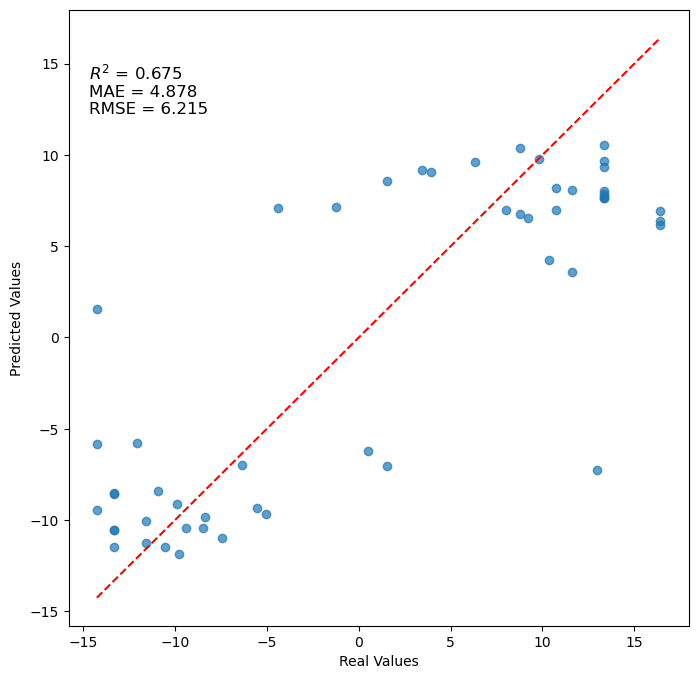 R² = 0.675
MAE = 4.878
RMSE = 6.215
15
10
5
0
−5
−10
−15
Predicted Values
−15 −10 −5 0 5 10 15
Real Values